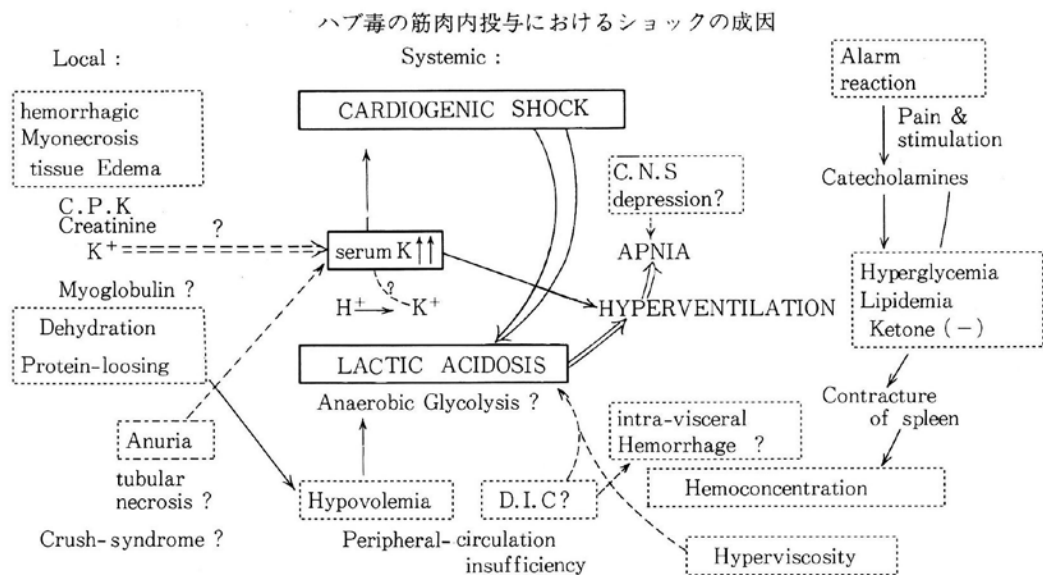 ハブ毒の筋肉内投与におけるショックの成因
Local :
Systemic :
hemorrhagic
Myonecrosis
tissue Edema
C.P.K
Creatinine
K+
?
Myoglobulin ?
Dehydration
Protein-loosing
Anuria
tubular
necrosis ?
Crush-syndrome ?
CARDIOGENIC SHOCK
serum K↑↑
?
H+ → K+
LACTIC ACIDOSIS
Anaerobic Glycolysis ?
Hypovolemia
Peripheral-circulation
insufficiency
D.I.C ?
C.N.S
depression?
APNIA
HYPERVENTILATION
intra-visceral
Hemorrhage ?
Alarm
reaction
Pain &
stimulation
Catecholamines
Hyperglycemia
Lipidemia
Ketone (−)
Contracture
of spleen
Hemoconcentration
Hyperviscosity